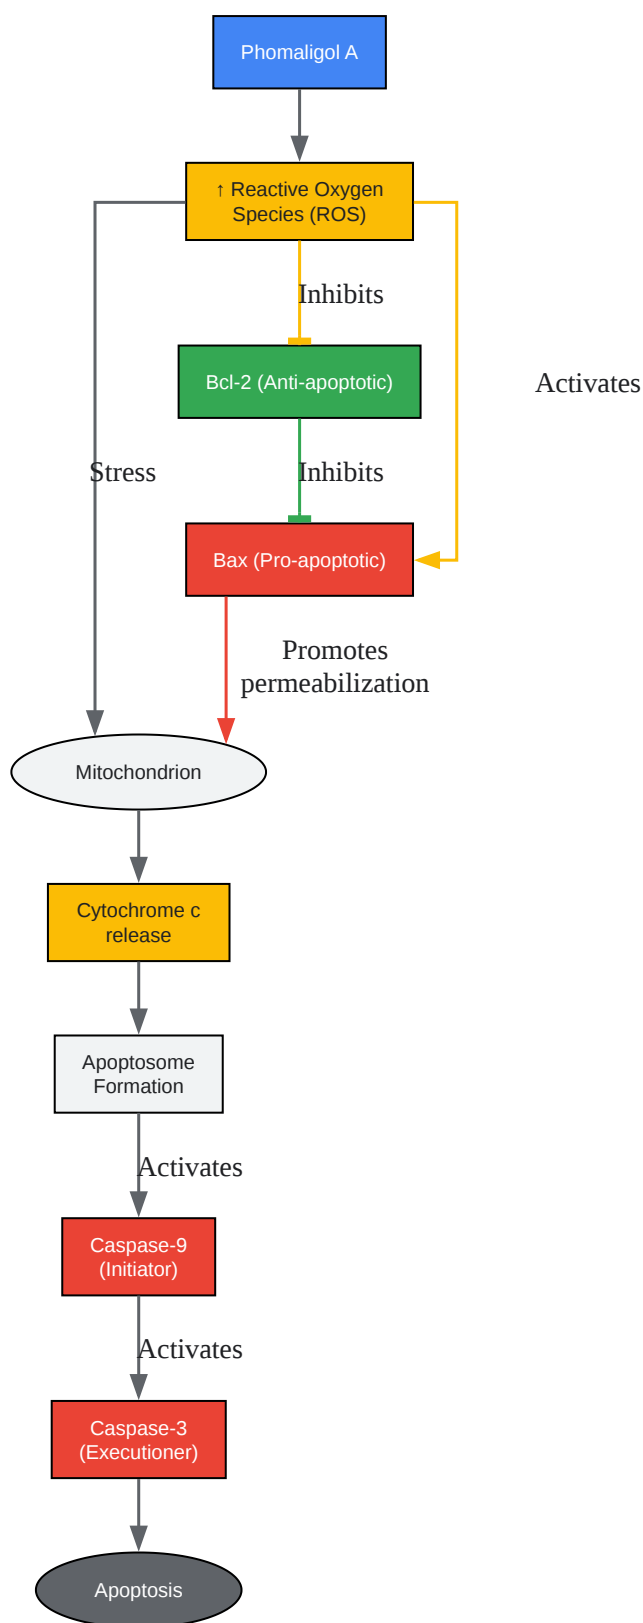 Phomaligol A
↑ Reactive Oxygen
Species (ROS)
Inhibits
Bcl-2 (Anti-apoptotic)
Activates
Stress
Inhibits
Bax (Pro-apoptotic)
Promotes
permeabilization
Mitochondrion
Cytochrome c
release
Apoptosome
Formation
Activates
Caspase-9
(Initiator)
Activates
Caspase-3
(Executioner)
Apoptosis